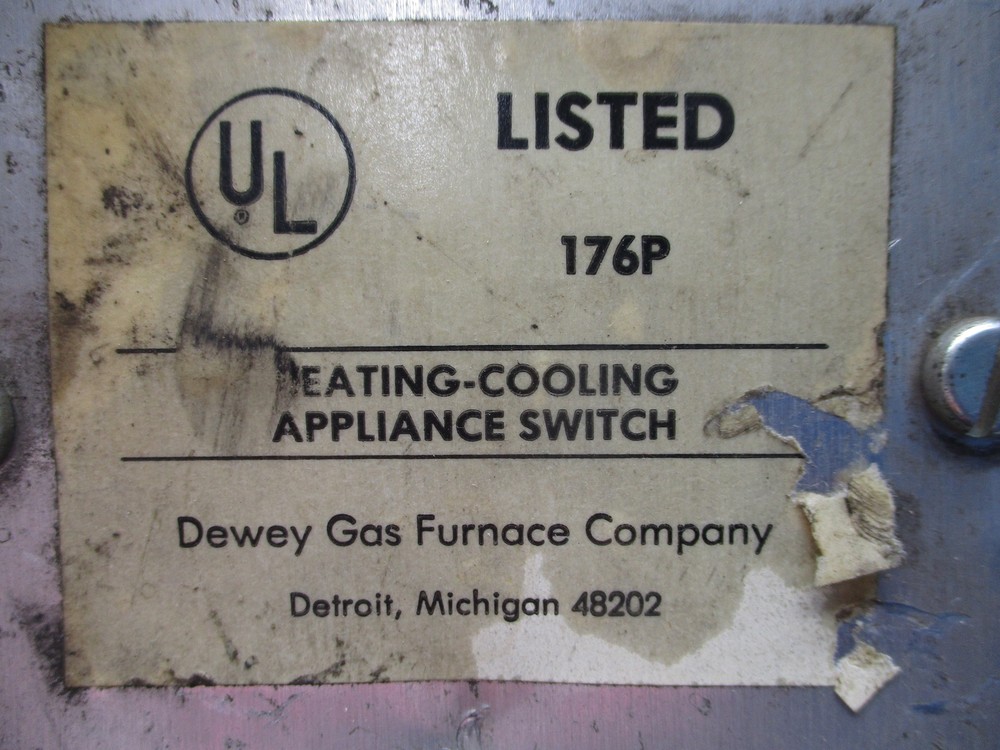 UL®
LISTED
176P
EATING-COOLING
APPLIANCE SWITCH
Dewey Gas Furnace Company
Detroit, Michigan 48202